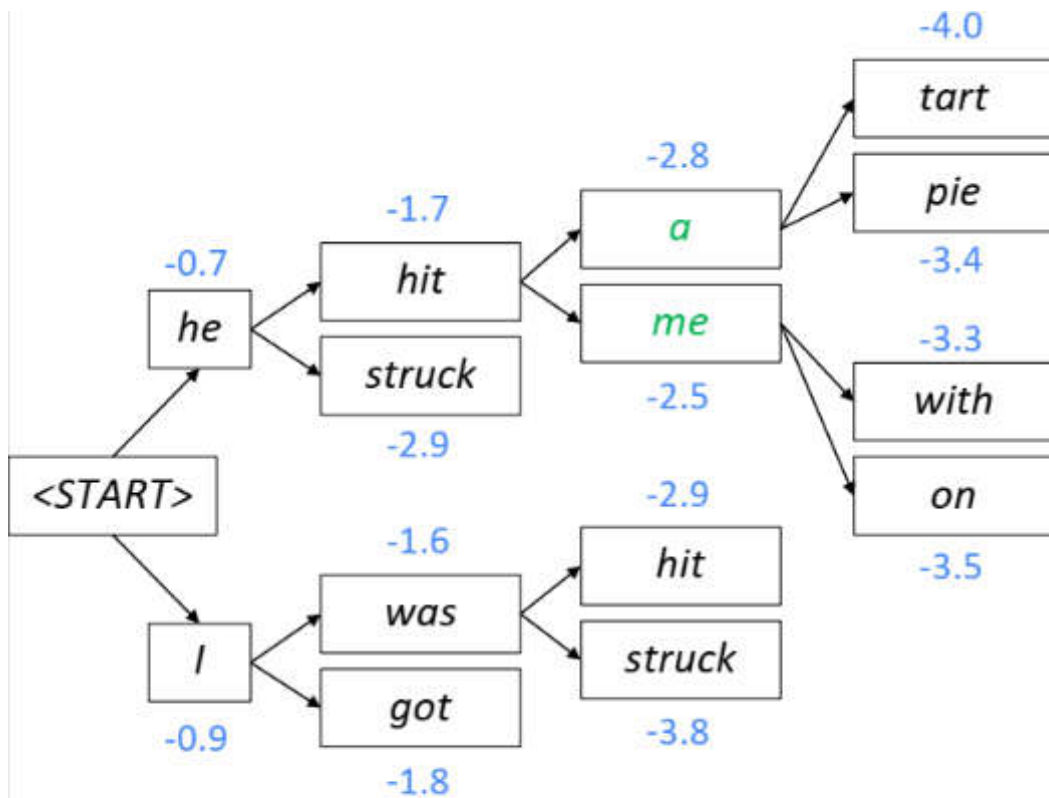 -4.0
tart
-2.8
pie
-1.7
a
-3.4
-0.7
hit
he
me
-3.3
struck
-2.5
with
-2.9
<START>
-2.9
on
-1.6
hit
-3.5
was
I
struck
got
-0.9
-3.8
-1.8